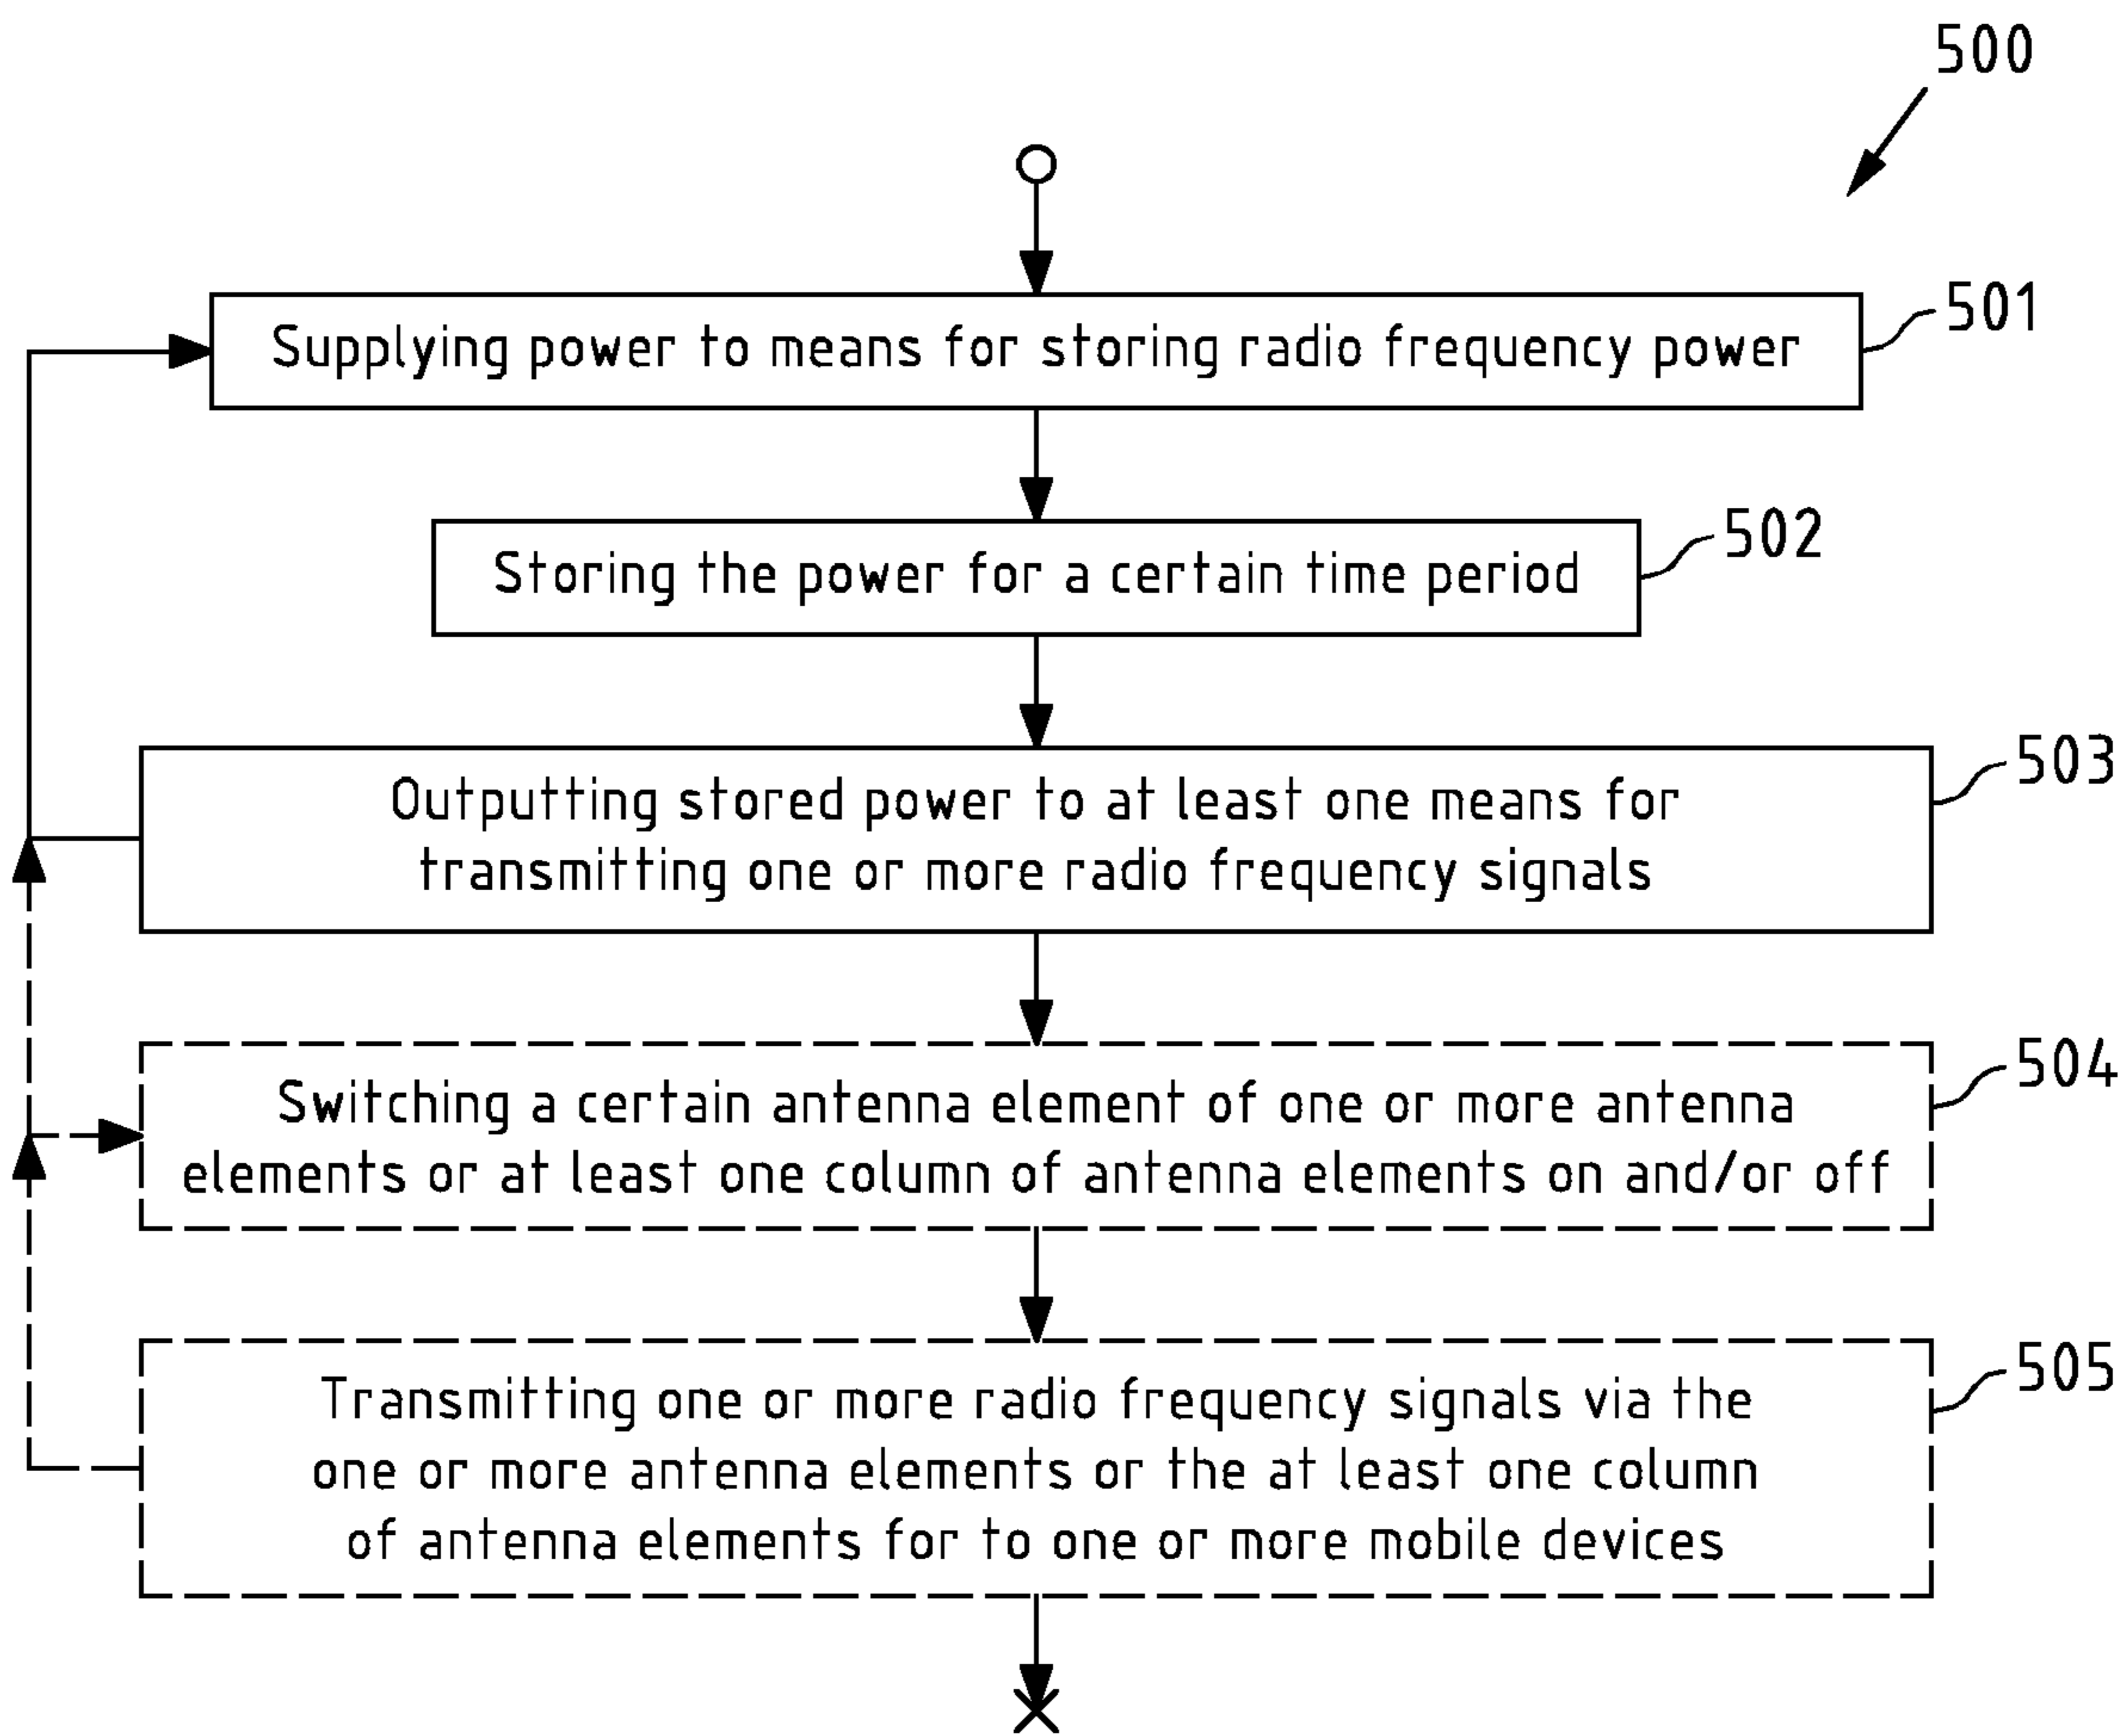 500
Supplying power to means for storing radio frequency power
501
Storing the power for a certain time period
502
Outputting stored power to at least one means for
transmitting one or more radio frequency signals
503
Switching a certain antenna element of one or more antenna
elements or at least one column of antenna elements on and/or off
504
Transmitting one or more radio frequency signals via the
one or more antenna elements or the at least one column
of antenna elements for to one or more mobile devices
505